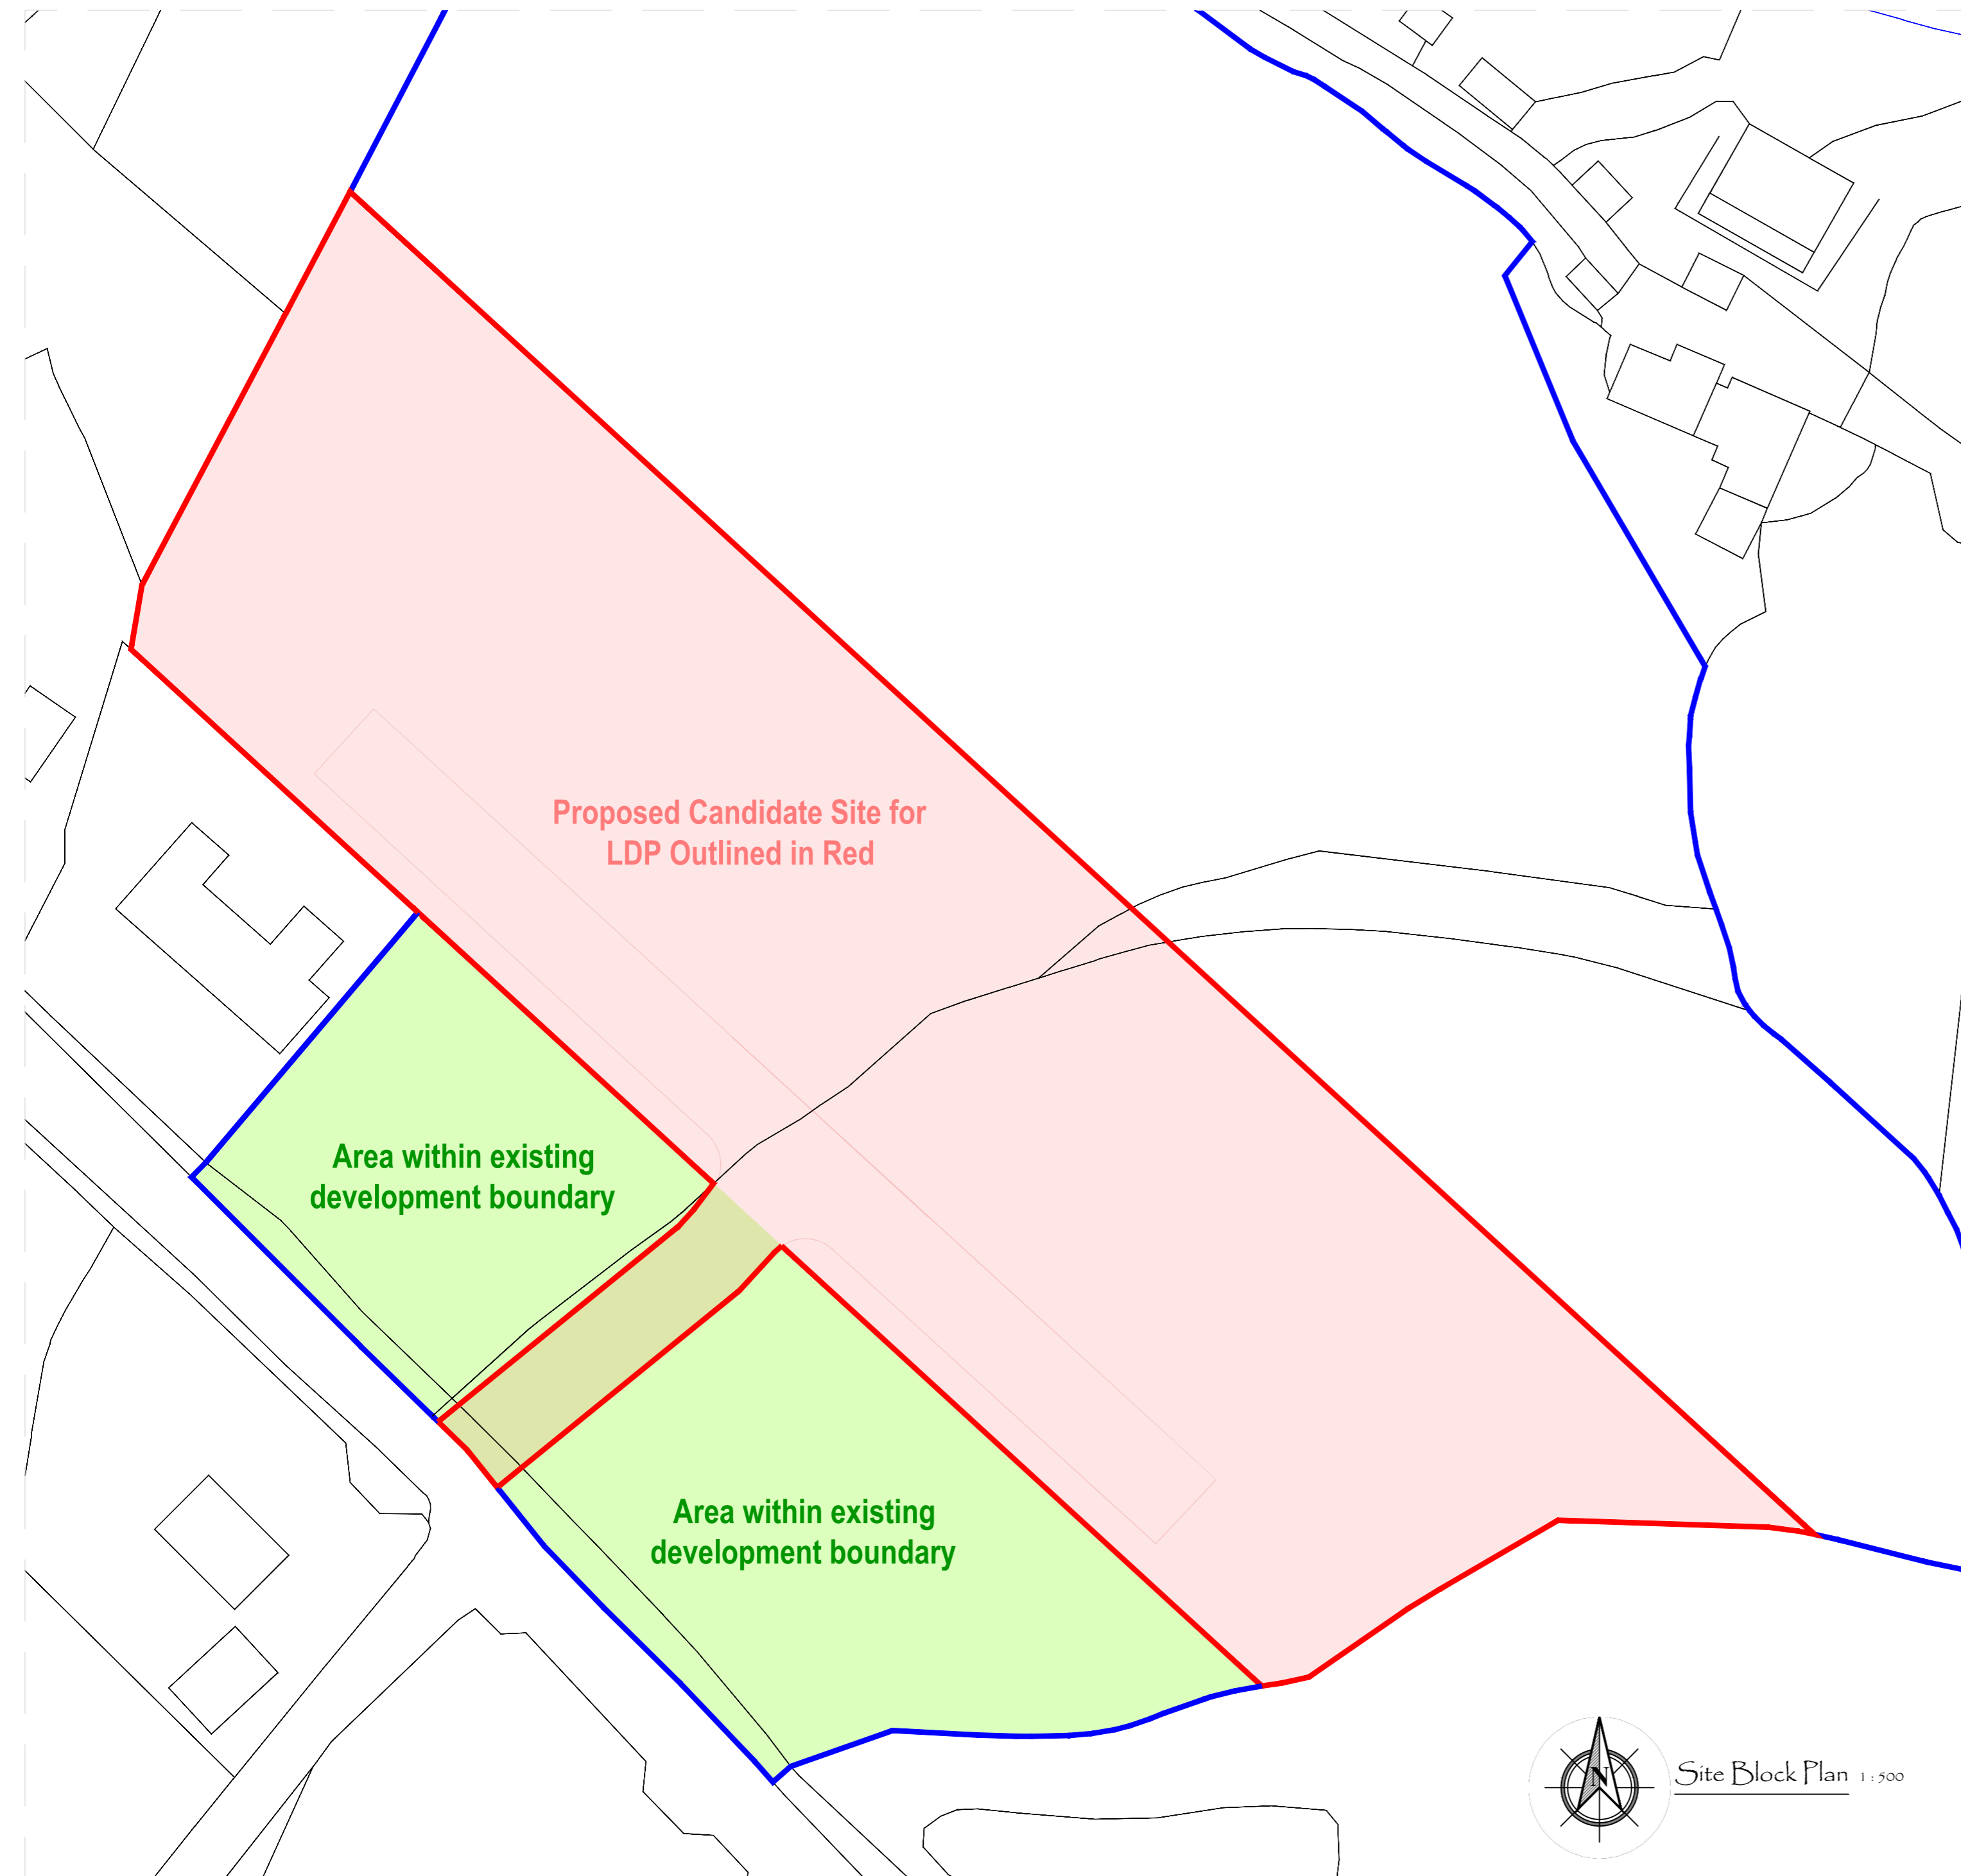 Proposed Candidate Site for
LDP Outlined in Red
Area within existing
development boundary
Area within existing
development boundary
N
Site Block Plan 1 : 500